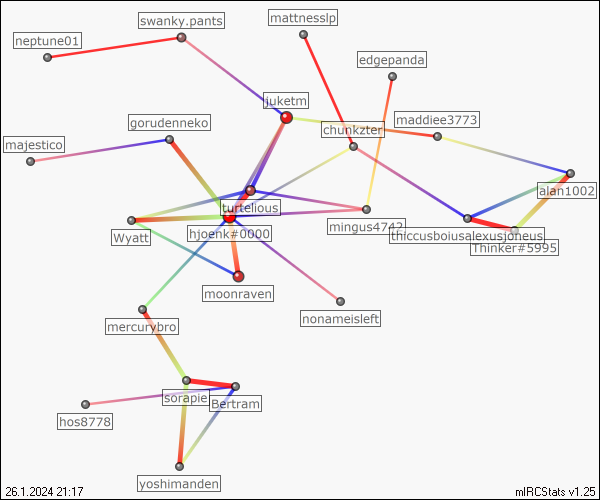 mattnesslp
swanky.pants
neptune01
edgepanda
juketm
maddiee3773
gorudenneko
chunkzter
majestico
alan1002
turtelious
mingus4742
hjoenk#0000
Wyatt
thiccusboiusalexusjoneus
Thinker#5995
moonraven
nonameisleft
mercurybro
sorapie
Bertram
hos8778
yoshimanden
26.1.2024 21:17
mIRCStats v1.25